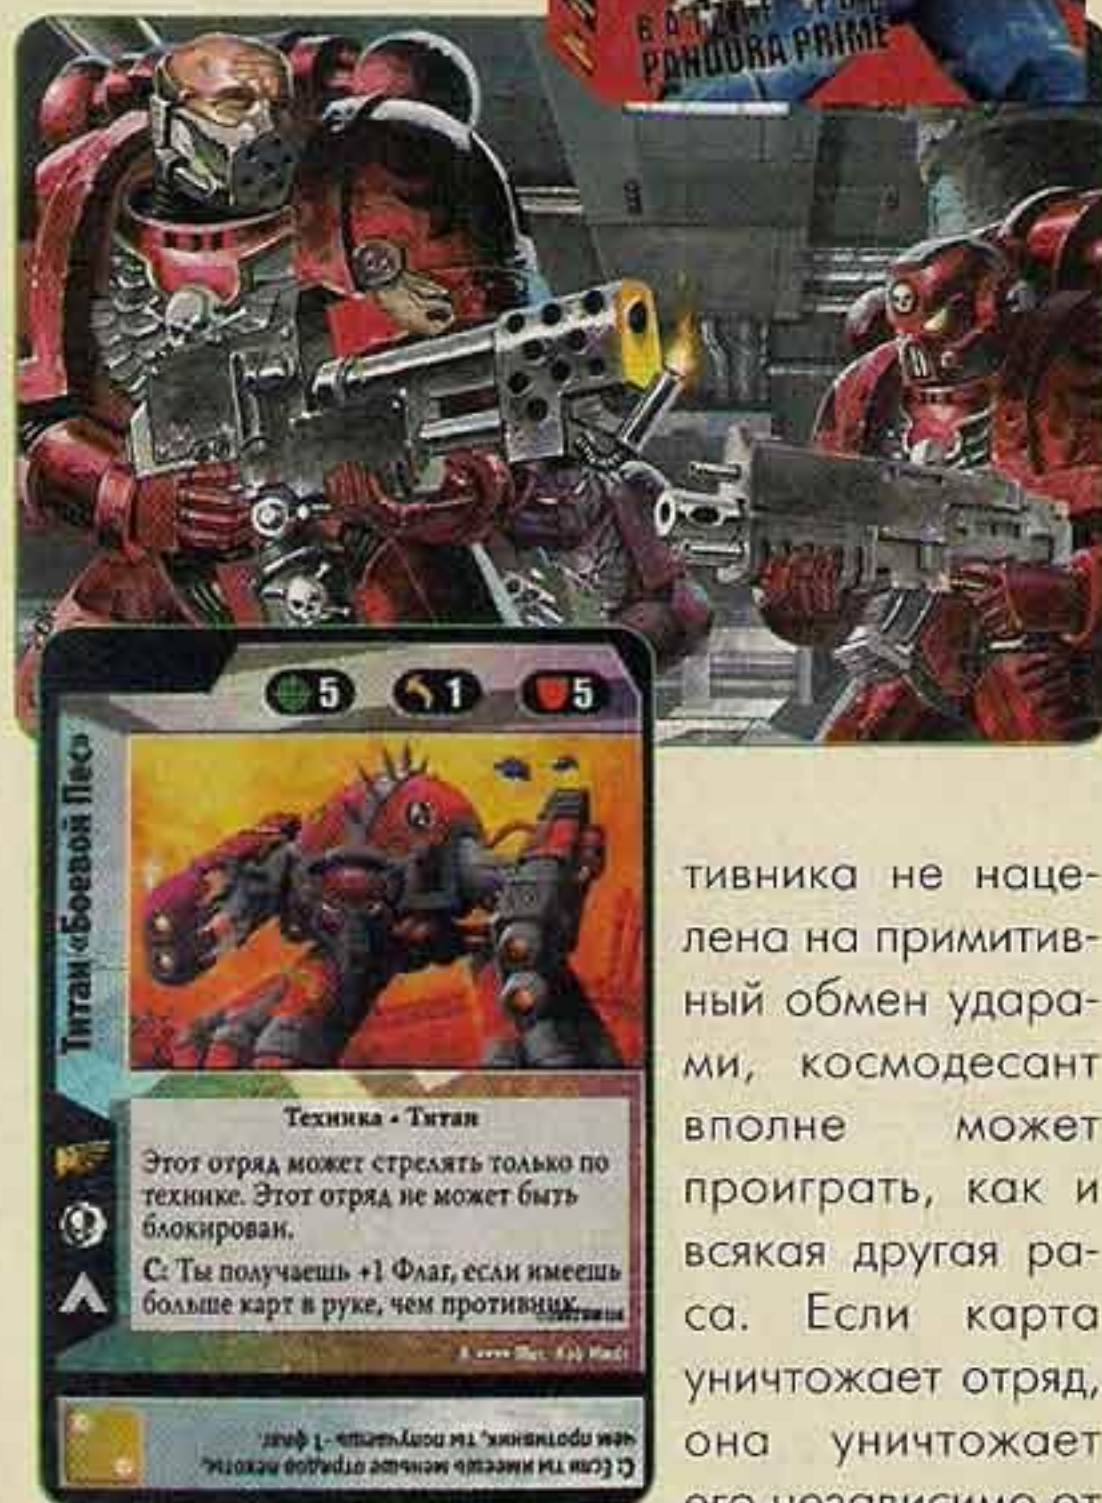 PANDORA PRIME
5 1 5
Титан «Боевой Пес»
Техника • Титан
Этот отряд может стрелять только по
технике. Этот отряд не может быть
блокирован.
С: Ты получаешь +1 Флаг, если имеешь
больше карт в руке, чем противник.
С: Если ты имеешь меньше отрядов пехоты,
чем противник, ты получаешь -1 флаг.
тивника не наце-
лена на примитив-
ный обмен удара-
ми, космодесант
вполне может
проиграть, как и
всякая другая ра-
са. Если карта
уничтожает отряд,
она уничтожает
его независимо от